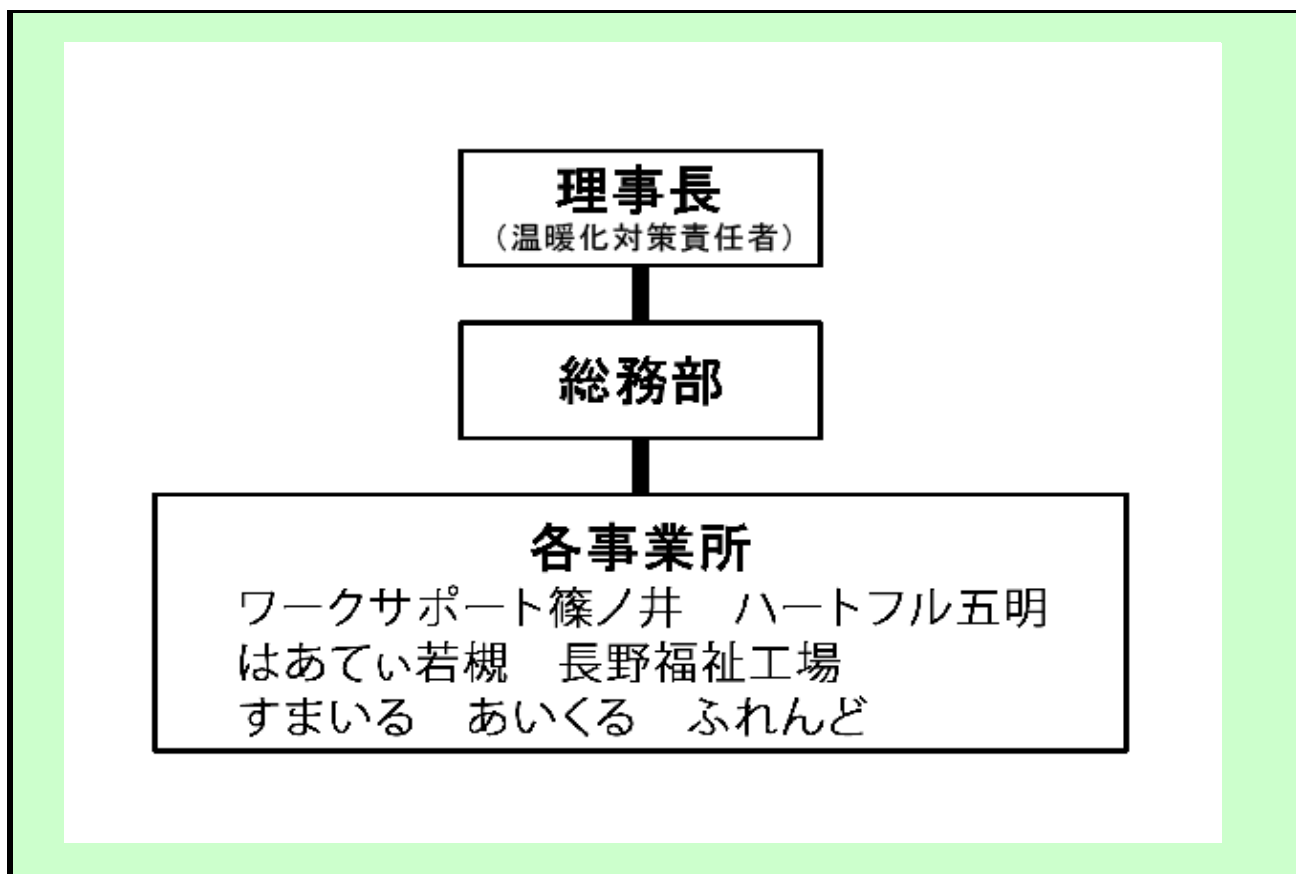 理事長
（温暖化対策責任者）
総務部
各事業所
ワークサポート篠ノ井　ハートフル五明
はあてぃ若槻　長野福祉工場
すまいる　あいくる　ふれんど